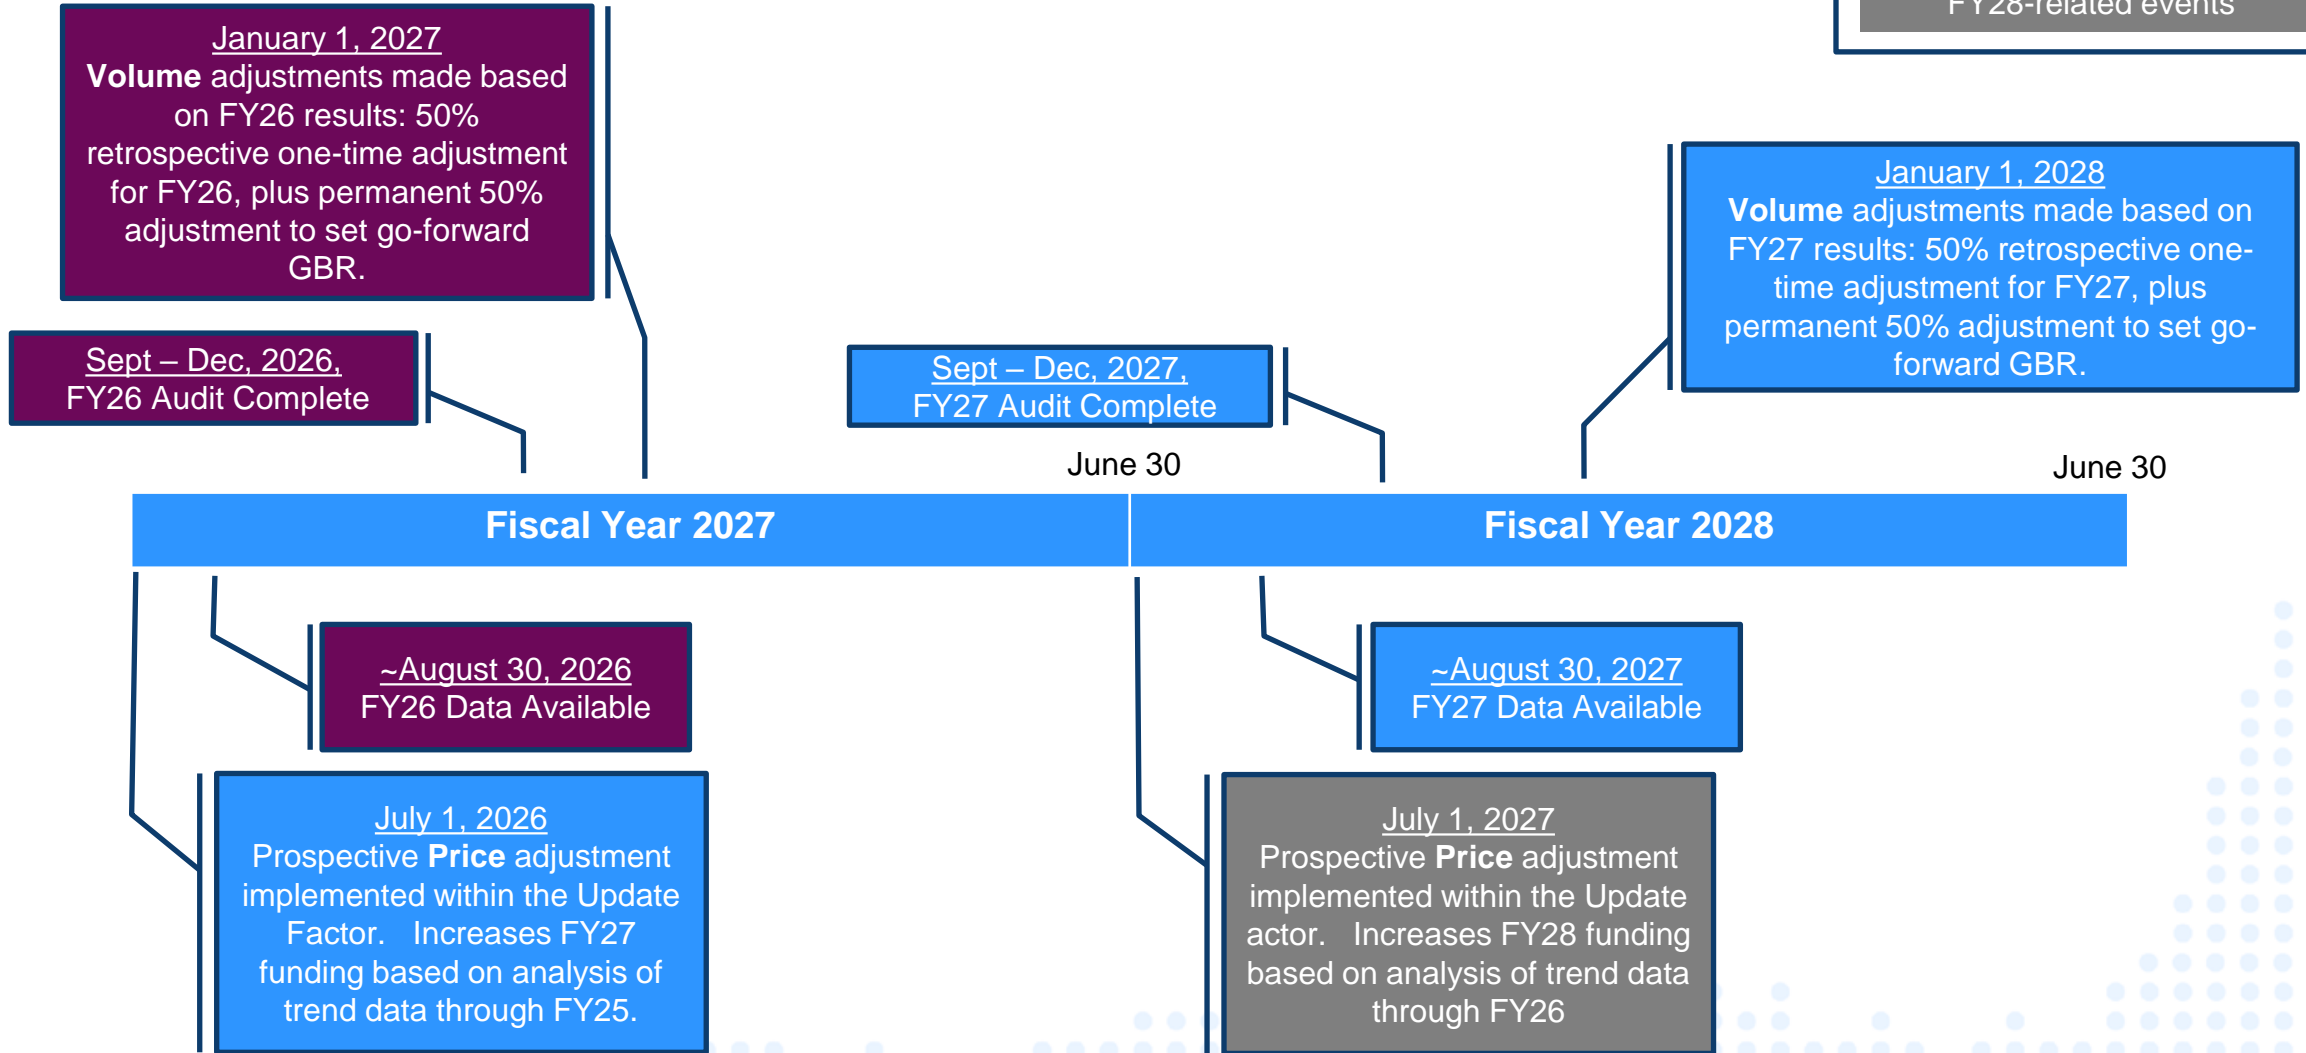 FY28-related events
January 1, 2027
Volume adjustments made based
on FY26 results: 50%
retrospective one-time adjustment
for FY26, plus permanent 50%
adjustment to set go-forward
GBR.
January 1, 2028
Volume adjustments made based on
FY27 results: 50% retrospective one-
time adjustment for FY27, plus
permanent 50% adjustment to set go-
forward GBR.
Sept – Dec, 2026,
FY26 Audit Complete
Sept – Dec, 2027,
FY27 Audit Complete
June 30
June 30
Fiscal Year 2027
Fiscal Year 2028
~August 30, 2026
FY26 Data Available
~August 30, 2027
FY27 Data Available
July 1, 2026
Prospective Price adjustment
implemented within the Update
Factor. Increases FY27
funding based on analysis of
trend data through FY25.
July 1, 2027
Prospective Price adjustment
implemented within the Update
actor. Increases FY28 funding
based on analysis of trend data
through FY26